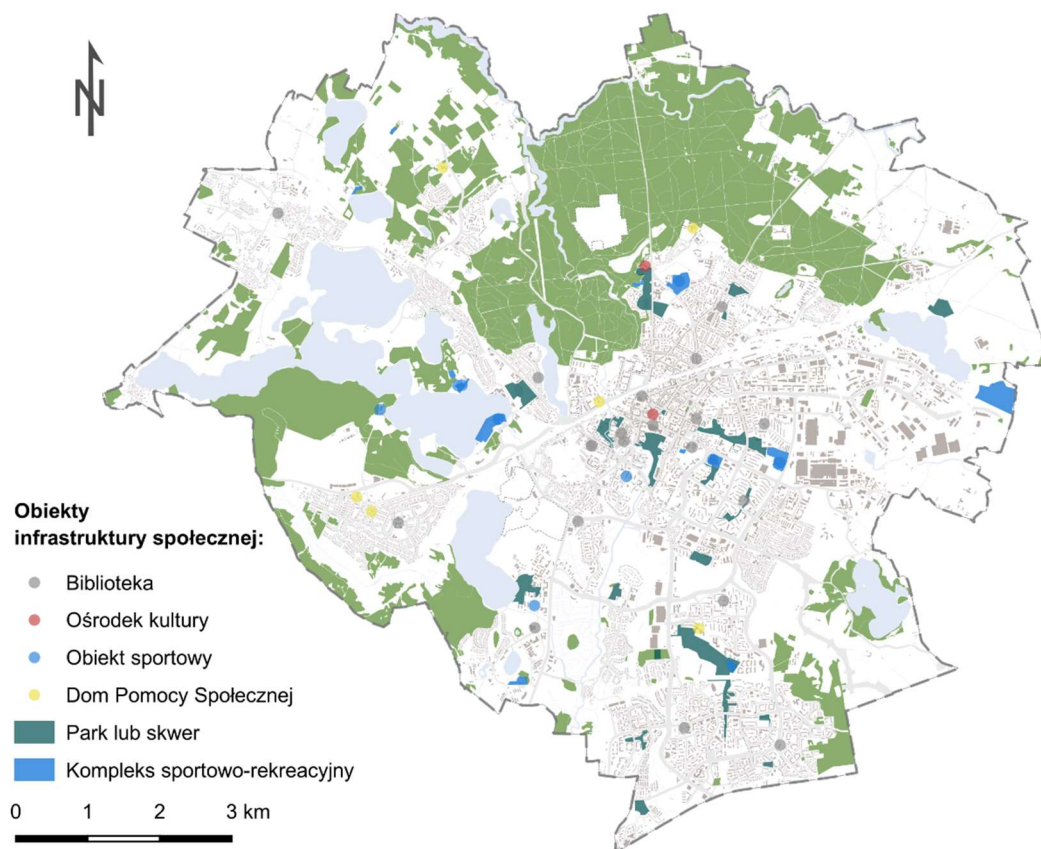 N
Obiekty
infrastruktury społecznej:
Biblioteka
Ośrodek kultury
Obiekt sportowy
Dom Pomocy Społecznej
Park lub skwer
Kompleks sportowo-rekreacyjny
0 1 2 3 km